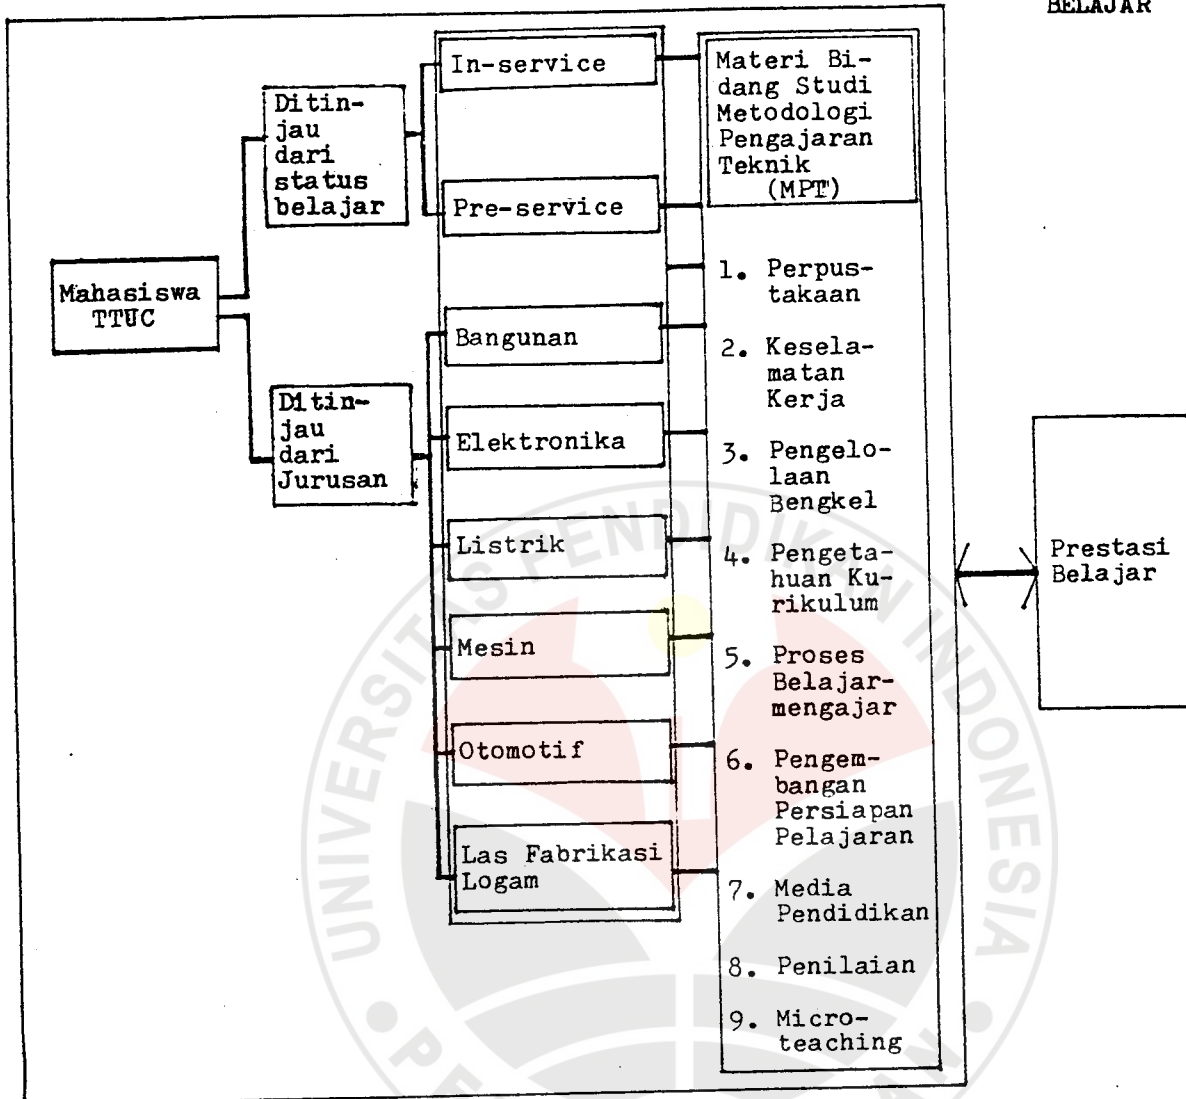 BELAJAR
Mahasiswa
TTUC
Ditin-
jau
dari
status
belajar
Ditin-
jau
dari
Jurusan
In-service
Pre-service
Bangunan
Elektronika
Listrik
Mesin
Otomotif
Las Fabrikasi
Logam
Materi Bi-
dang Studi
Metodologi
Pengajaran
Teknik
(MPT)
1. Perpus-
takaan
2. Kesela-
matan
Kerja
3. Pengelo-
laan
Bengkel
4. Pengeta-
huan Ku-
rikulum
5. Proses
Belajar-
mengajar
6. Pengem-
bangan
Persiapan
Pelajaran
7. Media
Pendidikan
8. Penilaian
9. Micro-
teaching
Prestasi
Belajar
UNIVERSITAS PENDIDIKAN INDONESIA